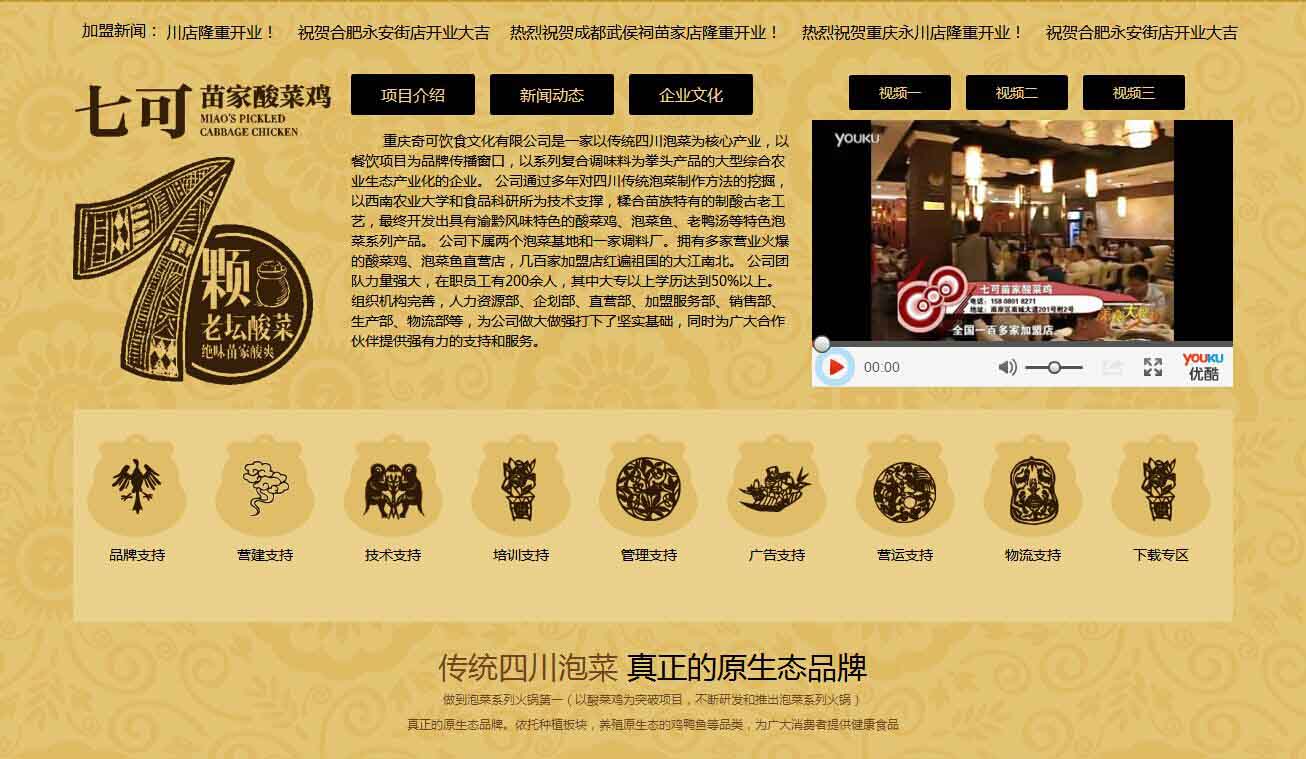 加盟新闻： 川店隆重开业！ 祝贺合肥永安街店开业大吉 热烈祝贺成都武侯祠苗家店隆重开业！ 热烈祝贺重庆永川店隆重开业！ 祝贺合肥永安街店开业大吉
七可 苗家酸菜鸡
MIAO'S PICKLED
CABBAGE CHICKEN
颗
老坛酸菜
绝味苗家酸爽
项目介绍 新闻动态 企业文化
重庆奇可饮食文化有限公司是一家以传统四川泡菜为核心产业，以
餐饮项目为品牌传播窗口，以系列复合调味料为拳头产品的大型综合农
业生态产业化的企业。 公司通过多年对四川传统泡菜制作方法的挖掘，
以西南农业大学和食品科研所为技术支撑，糅合苗族特有的制酸古老工
艺，最终开发出具有渝黔风味特色的酸菜鸡、泡菜鱼、老鸭汤等特色泡
菜系列产品。 公司下属两个泡菜基地和一家调料厂。拥有多家营业火爆
的酸菜鸡、泡菜鱼直营店，几百家加盟店红遍祖国的大江南北。 公司团
队力量强大，在职员工有200余人，其中大专以上学历达到50%以上。
组织机构完善，人力资源部、企划部、直营部、加盟服务部、销售部、
生产部、物流部等，为公司做大做强打下了坚实基础，同时为广大合作
伙伴提供强有力的支持和服务。
视频一 视频二 视频三
YOUKU
七可苗家酸菜鸡
电话：158 0801 8271
地址：南岸区南城大道201号附2号
全国一百多家加盟店
00:00
YOUKU
优酷
品牌支持 营建支持 技术支持 培训支持 管理支持 广告支持 营运支持 物流支持 下载专区
传统四川泡菜 真正的原生态品牌
做到泡菜系列火锅第一（以酸菜鸡为突破项目，不断研发和推出泡菜系列火锅）
真正的原生态品牌。依托种植板块，养殖原生态的鸡鸭鱼等品类，为广大消费者提供健康食品